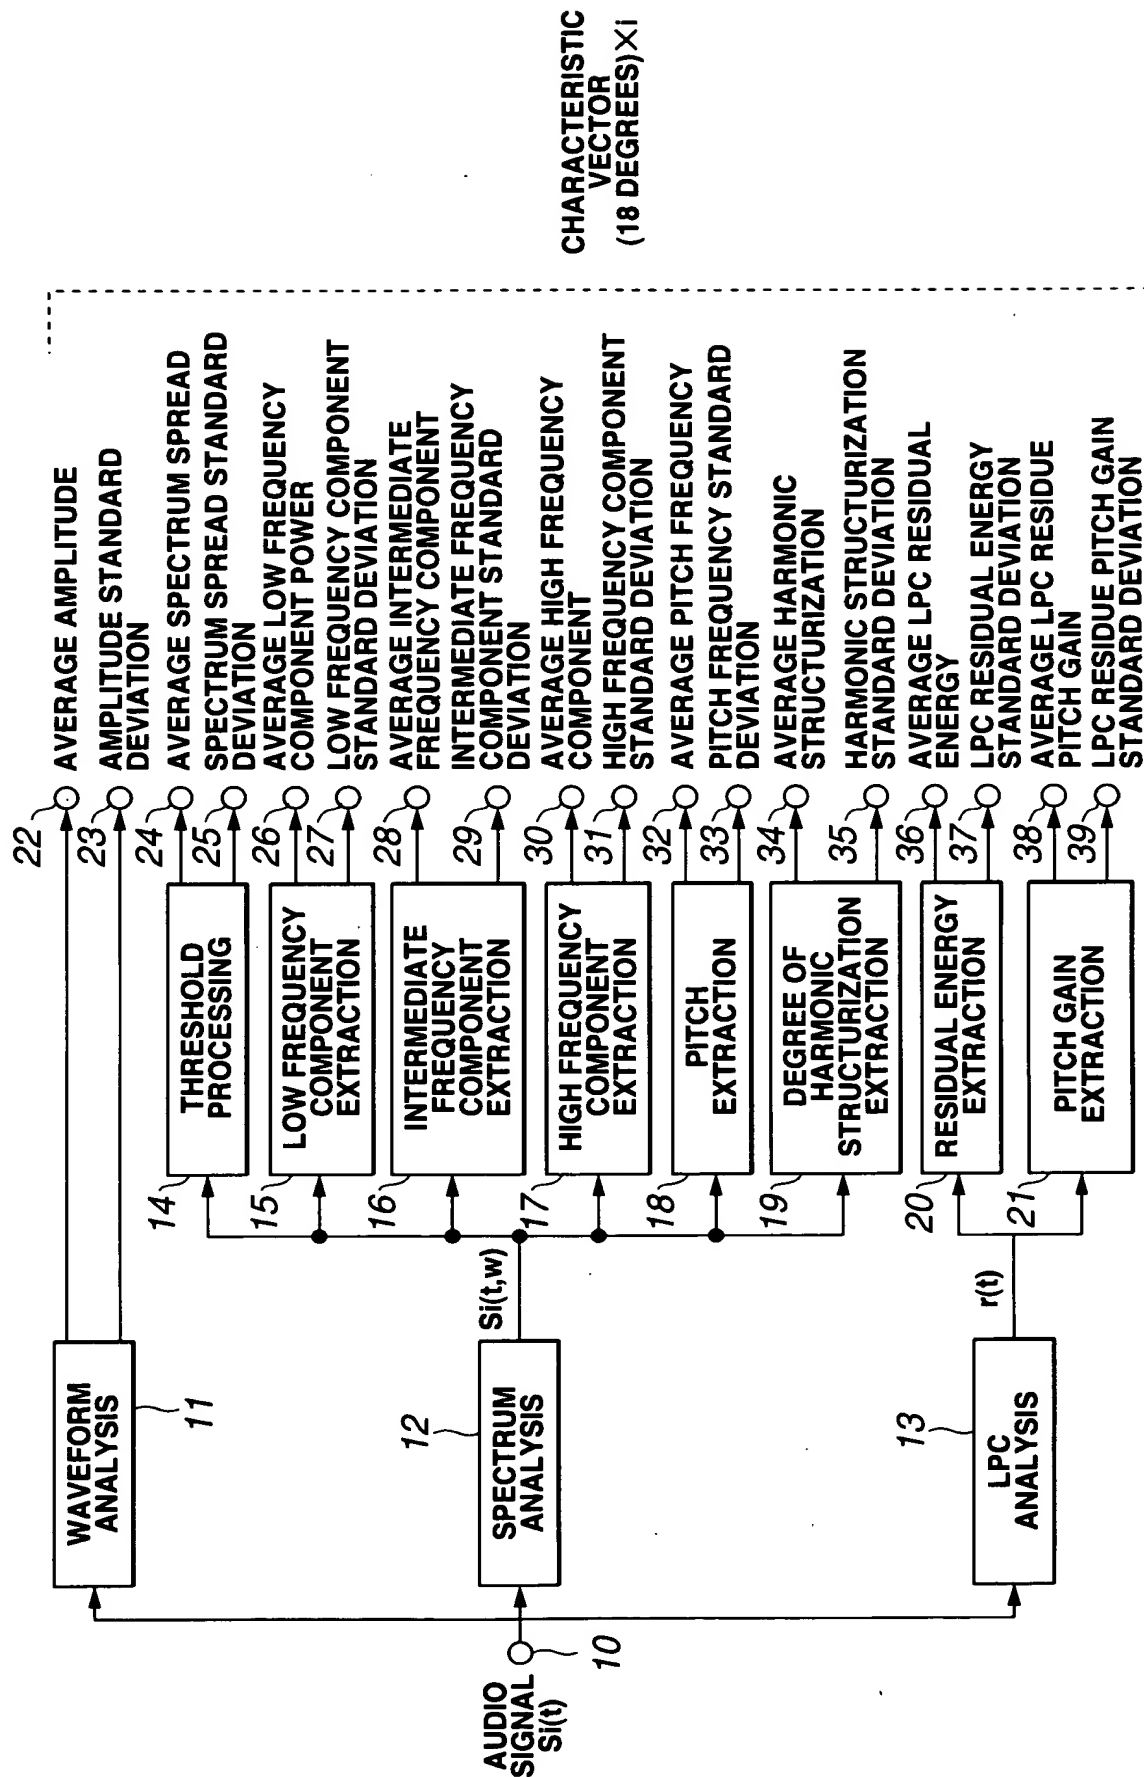 AUDIO
SIGNAL
Si(t)
10
WAVEFORM
ANALYSIS
11
SPECTRUM
ANALYSIS
12
LPC
ANALYSIS
13
Si(t,w)
r(t)
THRESHOLD
PROCESSING
14
LOW FREQUENCY
COMPONENT
EXTRACTION
15
INTERMEDIATE
FREQUENCY
COMPONENT
EXTRACTION
16
HIGH FREQUENCY
COMPONENT
EXTRACTION
17
PITCH
EXTRACTION
18
DEGREE OF
HARMONIC
STRUCTURIZATION
EXTRACTION
19
RESIDUAL ENERGY
EXTRACTION
20
PITCH GAIN
EXTRACTION
21
22
AVERAGE AMPLITUDE
23
AMPLITUDE STANDARD
DEVIATION
24
AVERAGE SPECTRUM SPREAD
25
SPECTRUM SPREAD STANDARD
DEVIATION
26
AVERAGE LOW FREQUENCY
COMPONENT POWER
27
LOW FREQUENCY COMPONENT
STANDARD DEVIATION
28
AVERAGE INTERMEDIATE
FREQUENCY COMPONENT
29
INTERMEDIATE FREQUENCY
COMPONENT STANDARD
DEVIATION
30
AVERAGE HIGH FREQUENCY
COMPONENT
31
HIGH FREQUENCY COMPONENT
STANDARD DEVIATION
32
AVERAGE PITCH FREQUENCY
33
PITCH FREQUENCY STANDARD
DEVIATION
34
AVERAGE HARMONIC
STRUCTURIZATION
35
HARMONIC STRUCTURIZATION
STANDARD DEVIATION
36
AVERAGE LPC RESIDUAL
ENERGY
37
LPC RESIDUAL ENERGY
STANDARD DEVIATION
38
AVERAGE LPC RESIDUE
PITCH GAIN
39
LPC RESIDUE PITCH GAIN
STANDARD DEVIATION
CHARACTERISTIC
VECTOR
(18 DEGREES)×i